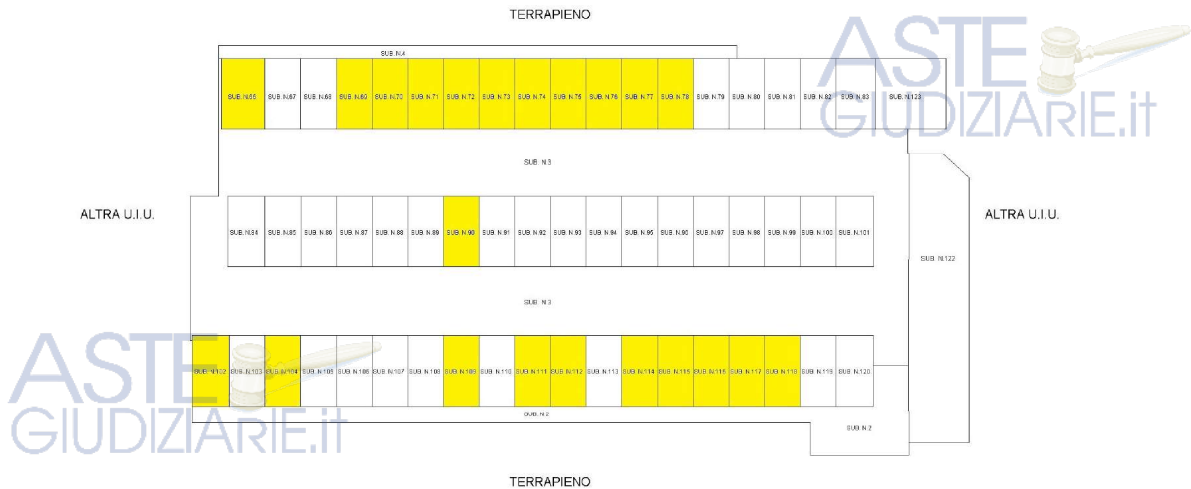 TERRAPIENO
ASTE
GIUDIZIARIE.it
SUB. N.4
SUB. N.66 SUB. N.67 SUB. N.68 SUB. N.69 SUB. N.70 SUB. N.71 SUB. N.72 SUB. N.73 SUB. N.74 SUB. N.75 SUB. N.76 SUB. N.77 SUB. N.78 SUB. N.79 SUB. N.80 SUB. N.81 SUB. N.82 SUB. N.83 SUB. N.123
SUB. N.3
ALTRA U.I.U.
ALTRA U.I.U.
SUB. N.84 SUB. N.85 SUB. N.86 SUB. N.87 SUB. N.88 SUB. N.89 SUB. N.90 SUB. N.91 SUB. N.92 SUB. N.93 SUB. N.94 SUB. N.95 SUB. N.96 SUB. N.97 SUB. N.98 SUB. N.99 SUB. N.100 SUB. N.101
SUB. N.122
SUB. N.3
ASTE
GIUDIZIARIE.it
SUB. N.102 SUB. N.103 SUB. N.104 SUB. N.105 SUB. N.106 SUB. N.107 SUB. N.108 SUB. N.109 SUB. N.110 SUB. N.111 SUB. N.112 SUB. N.113 SUB. N.114 SUB. N.115 SUB. N.116 SUB. N.117 SUB. N.118 SUB. N.119 SUB. N.120
SUB. N.2
SUB. N.2
TERRAPIENO